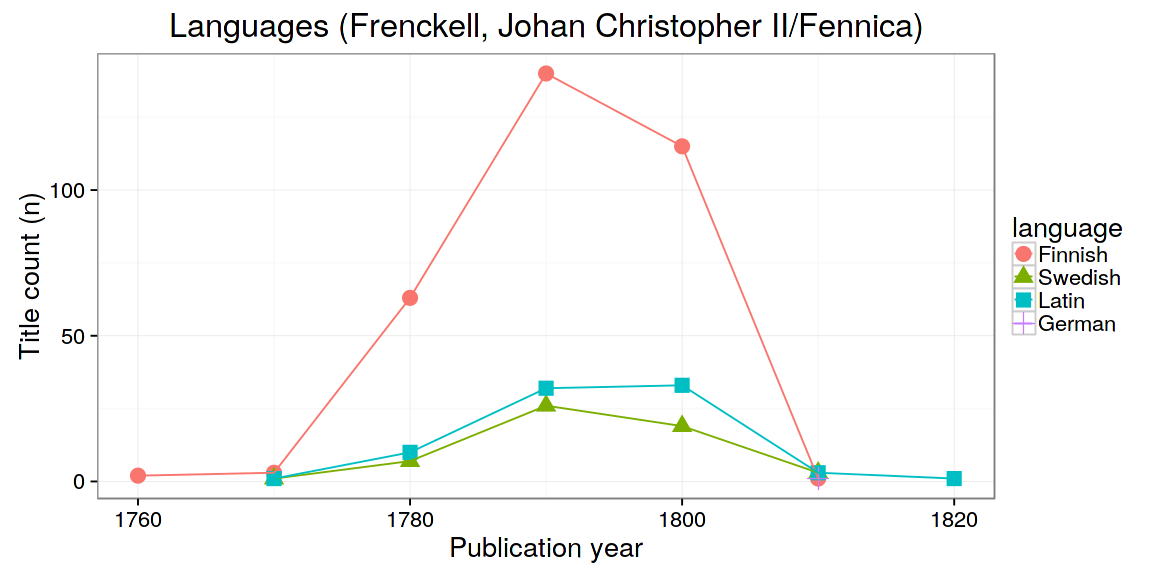 Languages (Frenckell, Johan Christopher II/Fennica)
Title count (n)
100
50
0
1760
1780
1800
1820
Publication year
language
Finnish
Swedish
Latin
German